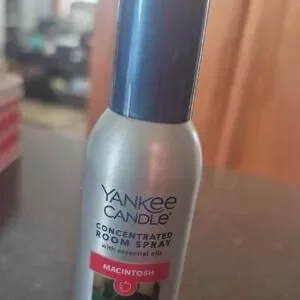 YANKEE
CANDLE®
CONCENTRATED
ROOM SPRAY
with essential oils
MACINTOSH